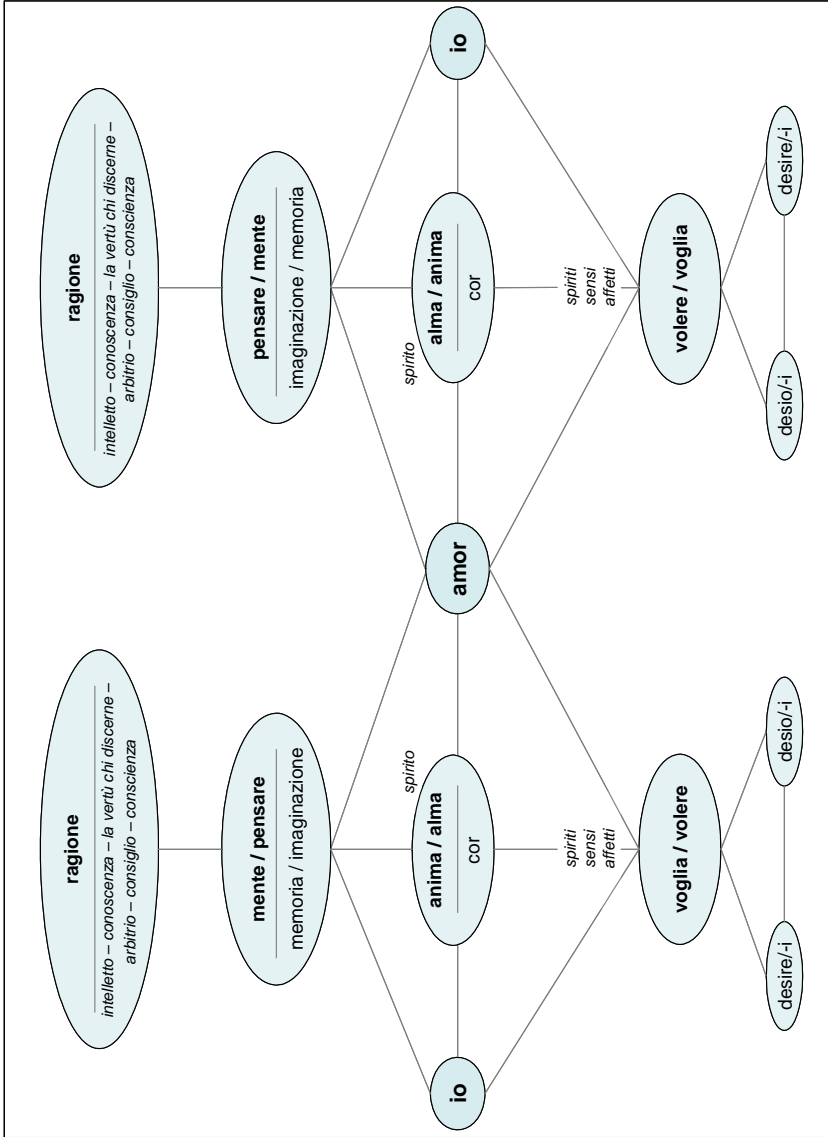 ragione
intelletto – conoscenza – la vertù chi discerne –
arbitrio – consiglio – conscienza
ragione
intelletto – conoscenza – la vertù chi discerne –
arbitrio – consiglio – conscienza
mente / pensare
memoria / imaginazione
pensare / mente
imaginazione / memoria
io
anima / alma
cor
spirito
amor
spirito
alma / anima
cor
io
spiriti
sensi
affetti
spiriti
sensi
affetti
voglia / volere
volere / voglia
desire/-i
desio/-i
desio/-i
desire/-i